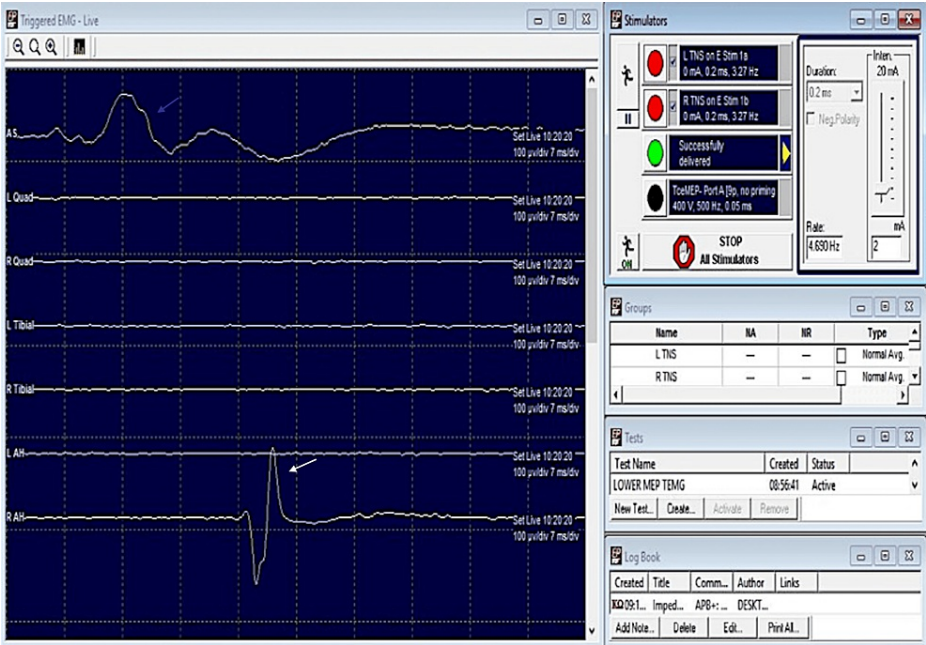 Triggered EMG - Live
AS
Set Live 10:20:20
100 µv/div 7 ms/div
L Quad
Set Live 10:20:20
100 µv/div 7 ms/div
R Quad
Set Live 10:20:20
100 µv/div 7 ms/div
L Tibial
Set Live 10:20:20
100 µv/div 7 ms/div
R Tibial
Set Live 10:20:20
100 µv/div 7 ms/div
L AH
Set Live 10:20:20
100 µv/div 7 ms/div
R AH
Set Live 10:20:20
100 µv/div 7 ms/div
Stimulators
L TNS on E Stim 1a
0 mA, 0.2 ms, 3.27 Hz
R TNS on E Stim 1b
0 mA, 0.2 ms, 3.27 Hz
Successfully
delivered
TceMEP- Port A [9p, no priming
400 V, 500 Hz, 0.05 ms
ON
STOP
All Stimulators
Duration:
0.2 ms
Neg.Polarity
Rate:
4.690 Hz
Inten.
20 mA
mA
2
Groups
Name NA NR Type
L TNS --- --- Normal Avg.
R TNS --- --- Normal Avg.
Tests
Test Name Created Status
LOWER MEP TEMG 08:56:41 Active
New Test... Create... Activate Remove
Log Book
Created Title Comm... Author Links
09:1... Imped... APB+: ... DESKT...
Add Note... Delete Edit... Print All...